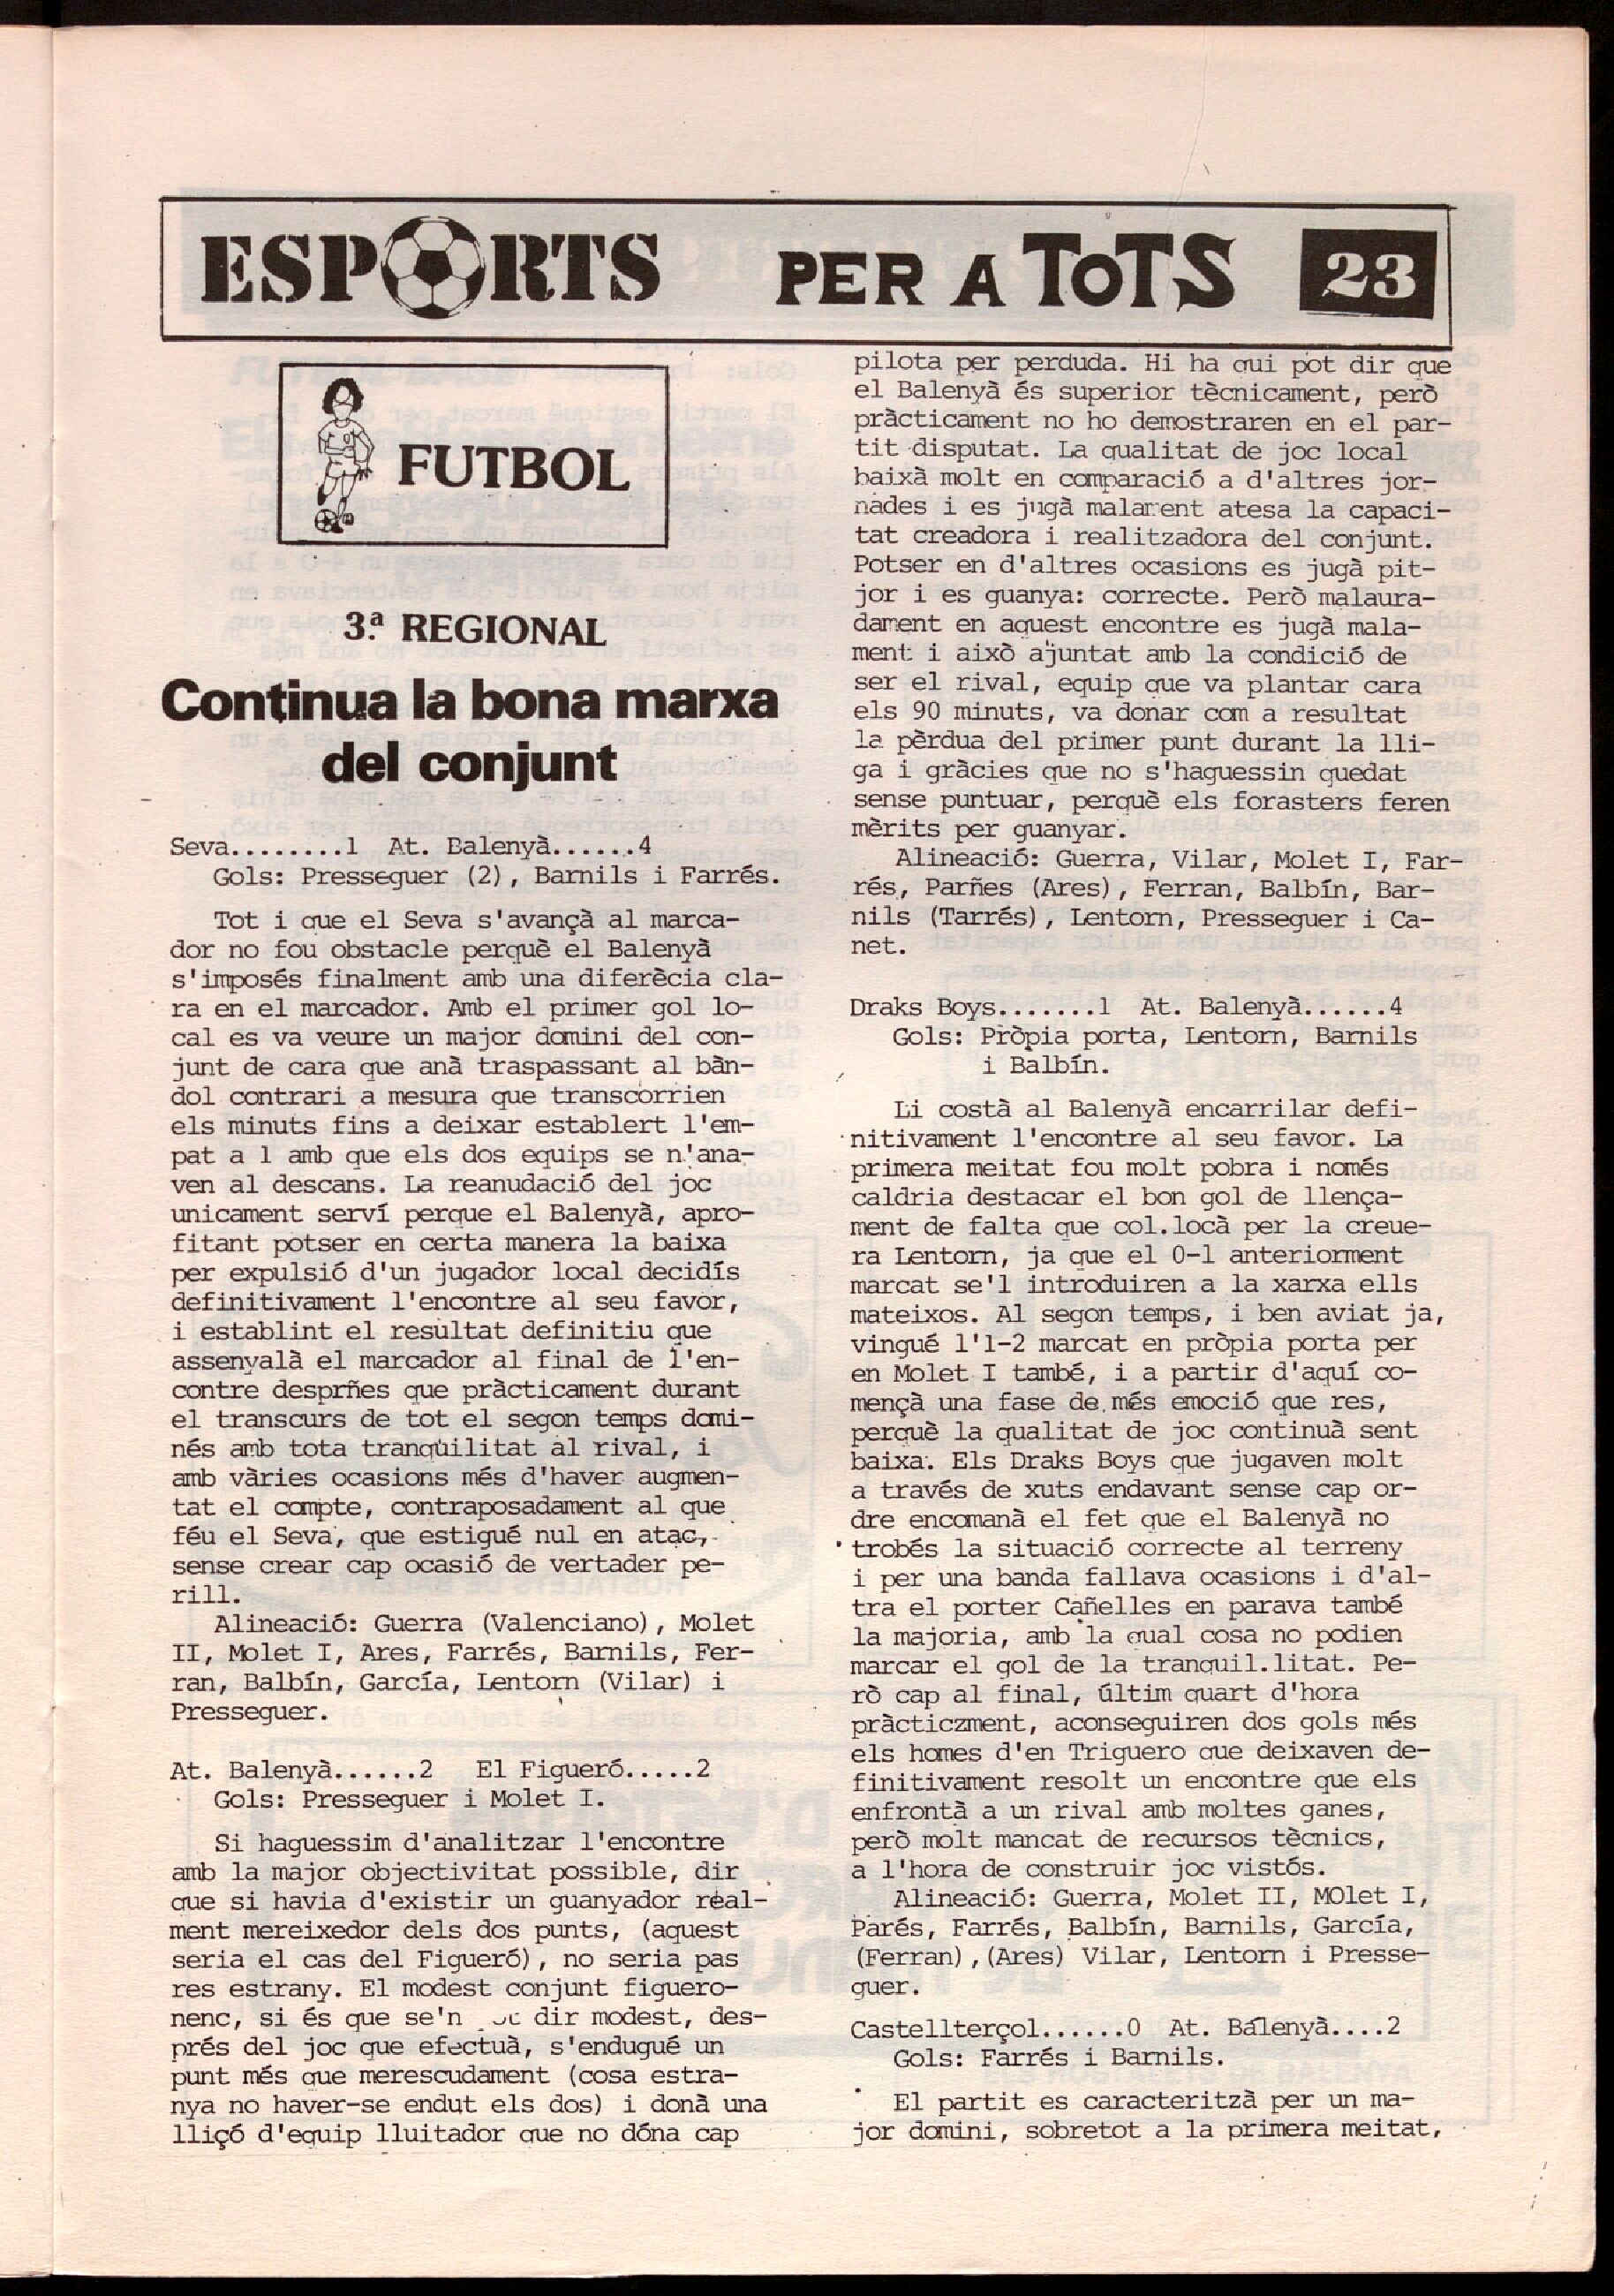 ESPORTS PER A TOTS 23
FUTBOL
3.ª REGIONAL
Continua la bona marxa
del conjunt
Seva........1 At. Balenyà......4
Gols: Presseguer (2), Barnils i Farrés.
Tot i que el Seva s'avançà al marca-
dor no fou obstacle perquè el Balenyà
s'imposés finalment amb una diferècia cla-
ra en el marcador. Amb el primer gol lo-
cal es va veure un major domini del con-
junt de cara que anà traspassant al bàn-
dol contrari a mesura que transcorrien
els minuts fins a deixar establert l'em-
pat a 1 amb que els dos equips se n'ana-
ven al descans. La reanudació del joc
unicament serví perque el Balenyà, apro-
fitant potser en certa manera la baixa
per expulsió d'un jugador local decidís
definitivament l'encontre al seu favor,
i establint el resultat definitiu que
assenyalà el marcador al final de l'en-
contre desprñes que pràcticament durant
el transcurs de tot el segon temps domi-
nés amb tota tranqüilitat al rival, i
amb vàries ocasions més d'haver augmen-
tat el compte, contraposadament al que
féu el Seva, que estigué nul en atac,
sense crear cap ocasió de vertader pe-
rill.
Alineació: Guerra (Valenciano), Molet
II, Molet I, Ares, Farrés, Barnils, Fer-
ran, Balbín, García, Lentorn (Vilar) i
Presseguer.
At. Balenyà......2 El Figueró.....2
Gols: Presseguer i Molet I.
Si haguessim d'analitzar l'encontre
amb la major objectivitat possible, dir
que si havia d'existir un guanyador real-
ment mereixedor dels dos punts, (aquest
seria el cas del Figueró), no seria pas
res estrany. El modest conjunt figuero-
nenc, si és que se'n dir modest, des-
prés del joc que efectuà, s'endugué un
punt més que merescudament (cosa estra-
nya no haver-se endut els dos) i donà una
lliçó d'equip lluitador que no dóna cap
pilota per perduda. Hi ha qui pot dir que
el Balenyà és superior tècnicament, però
pràcticament no ho demostraren en el par-
tit disputat. La qualitat de joc local
baixà molt en comparació a d'altres jor-
nades i es jugà malament atesa la capaci-
tat creadora i realitzadora del conjunt.
Potser en d'altres ocasions es jugà pit-
jor i es guanya: correcte. Però malaura-
dament en aquest encontre es jugà mala-
ment i això ajuntat amb la condició de
ser el rival, equip que va plantar cara
els 90 minuts, va donar com a resultat
la pèrdua del primer punt durant la lli-
ga i gràcies que no s'haguessin quedat
sense puntuar, perquè els forasters feren
mèrits per guanyar.
Alineació: Guerra, Vilar, Molet I, Far-
rés, Parñes (Ares), Ferran, Balbín, Bar-
nils (Tarrés), Lentorn, Presseguer i Ca-
net.
Draks Boys.......1 At. Balenyà......4
Gols: Pròpia porta, Lentorn, Barnils
i Balbín.
Li costà al Balenyà encarrilar defi-
nitivament l'encontre al seu favor. La
primera meitat fou molt pobra i només
caldria destacar el bon gol de llença-
ment de falta que col.locà per la creue-
ra Lentorn, ja que el 0-1 anteriorment
marcat se'l introduiren a la xarxa ells
mateixos. Al segon temps, i ben aviat ja,
vingué l'1-2 marcat en pròpia porta per
en Molet I també, i a partir d'aquí co-
mençà una fase de més emoció que res,
perquè la qualitat de joc continuà sent
baixa. Els Draks Boys que jugaven molt
a través de xuts endavant sense cap or-
dre encomanà el fet que el Balenyà no
trobés la situació correcte al terreny
i per una banda fallava ocasions i d'al-
tra el porter Cañelles en parava també
la majoria, amb la qual cosa no podien
marcar el gol de la tranquil.litat. Pe-
rò cap al final, últim quart d'hora
pràcticzment, aconseguiren dos gols més
els homes d'en Triguero que deixaven de-
finitivament resolt un encontre que els
enfrontà a un rival amb moltes ganes,
però molt mancat de recursos tècnics,
a l'hora de construir joc vistós.
Alineació: Guerra, Molet II, MOlet I,
Parés, Farrés, Balbín, Barnils, García,
(Ferran),(Ares) Vilar, Lentorn i Presse-
guer.
Castellterçol......0 At. Bálenyà....2
Gols: Farrés i Barnils.
El partit es caracteritzà per un ma-
jor domini, sobretot a la primera meitat,